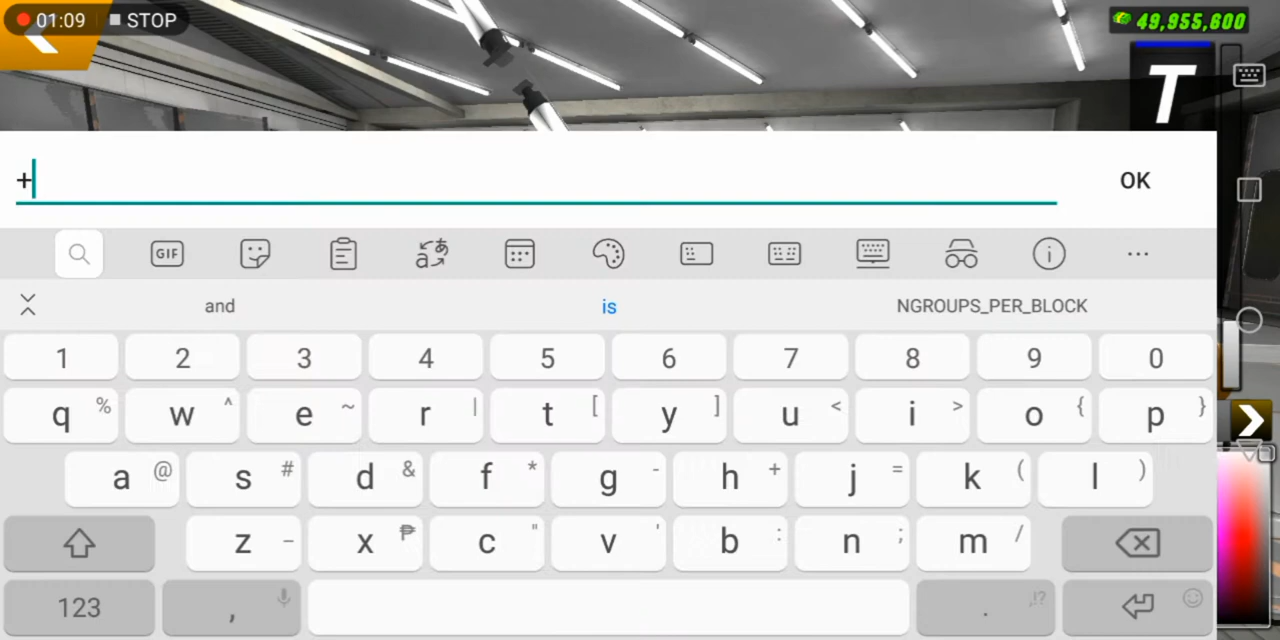 01:09 STOP
49,955,600
T
+
OK
GIF
and is NGROUPS_PER_BLOCK
1 2 3 4 5 6 7 8 9 0
q % w ^ e ~ r | t [ y ] u < i > o { p }
a @ s # d & f * g - h + j = k ( l )
z _ x ₱ c " v ' b : n ; m /
123 , . ,!?